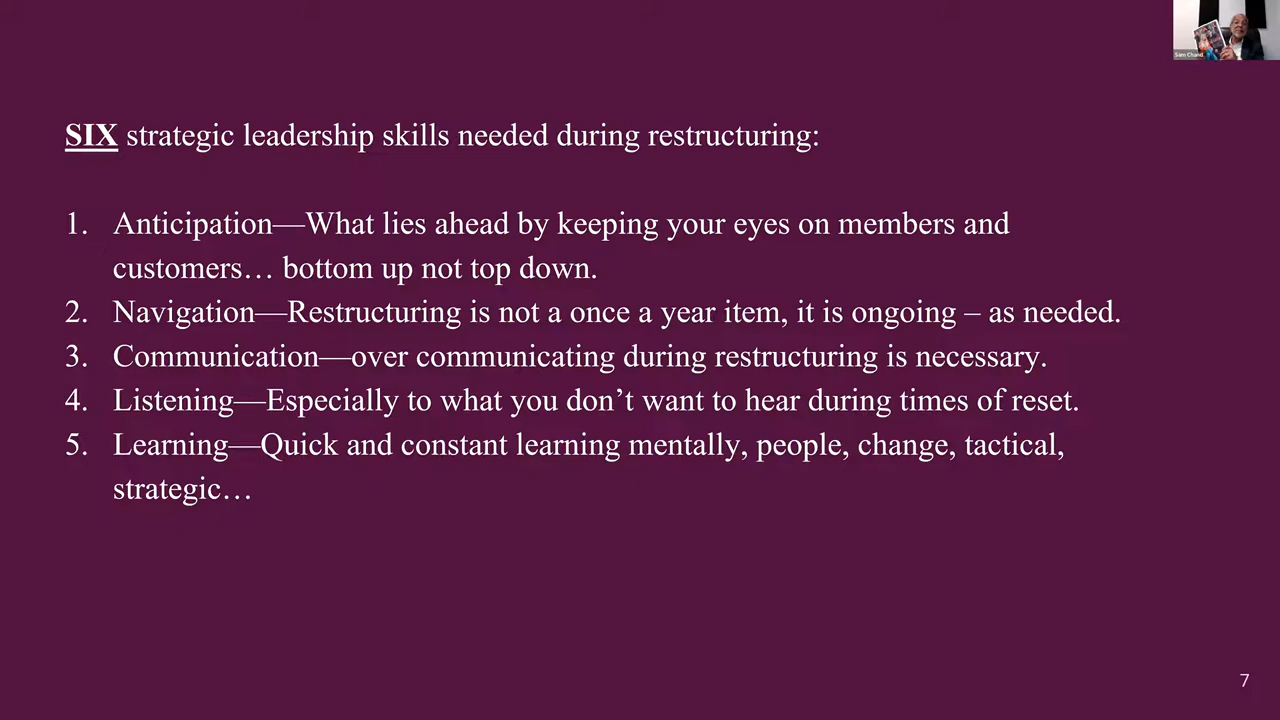 Sam Chand
SIX strategic leadership skills needed during restructuring:
1. Anticipation—What lies ahead by keeping your eyes on members and
customers… bottom up not top down.
2. Navigation—Restructuring is not a once a year item, it is ongoing – as needed.
3. Communication—over communicating during restructuring is necessary.
4. Listening—Especially to what you don’t want to hear during times of reset.
5. Learning—Quick and constant learning mentally, people, change, tactical,
strategic…
7